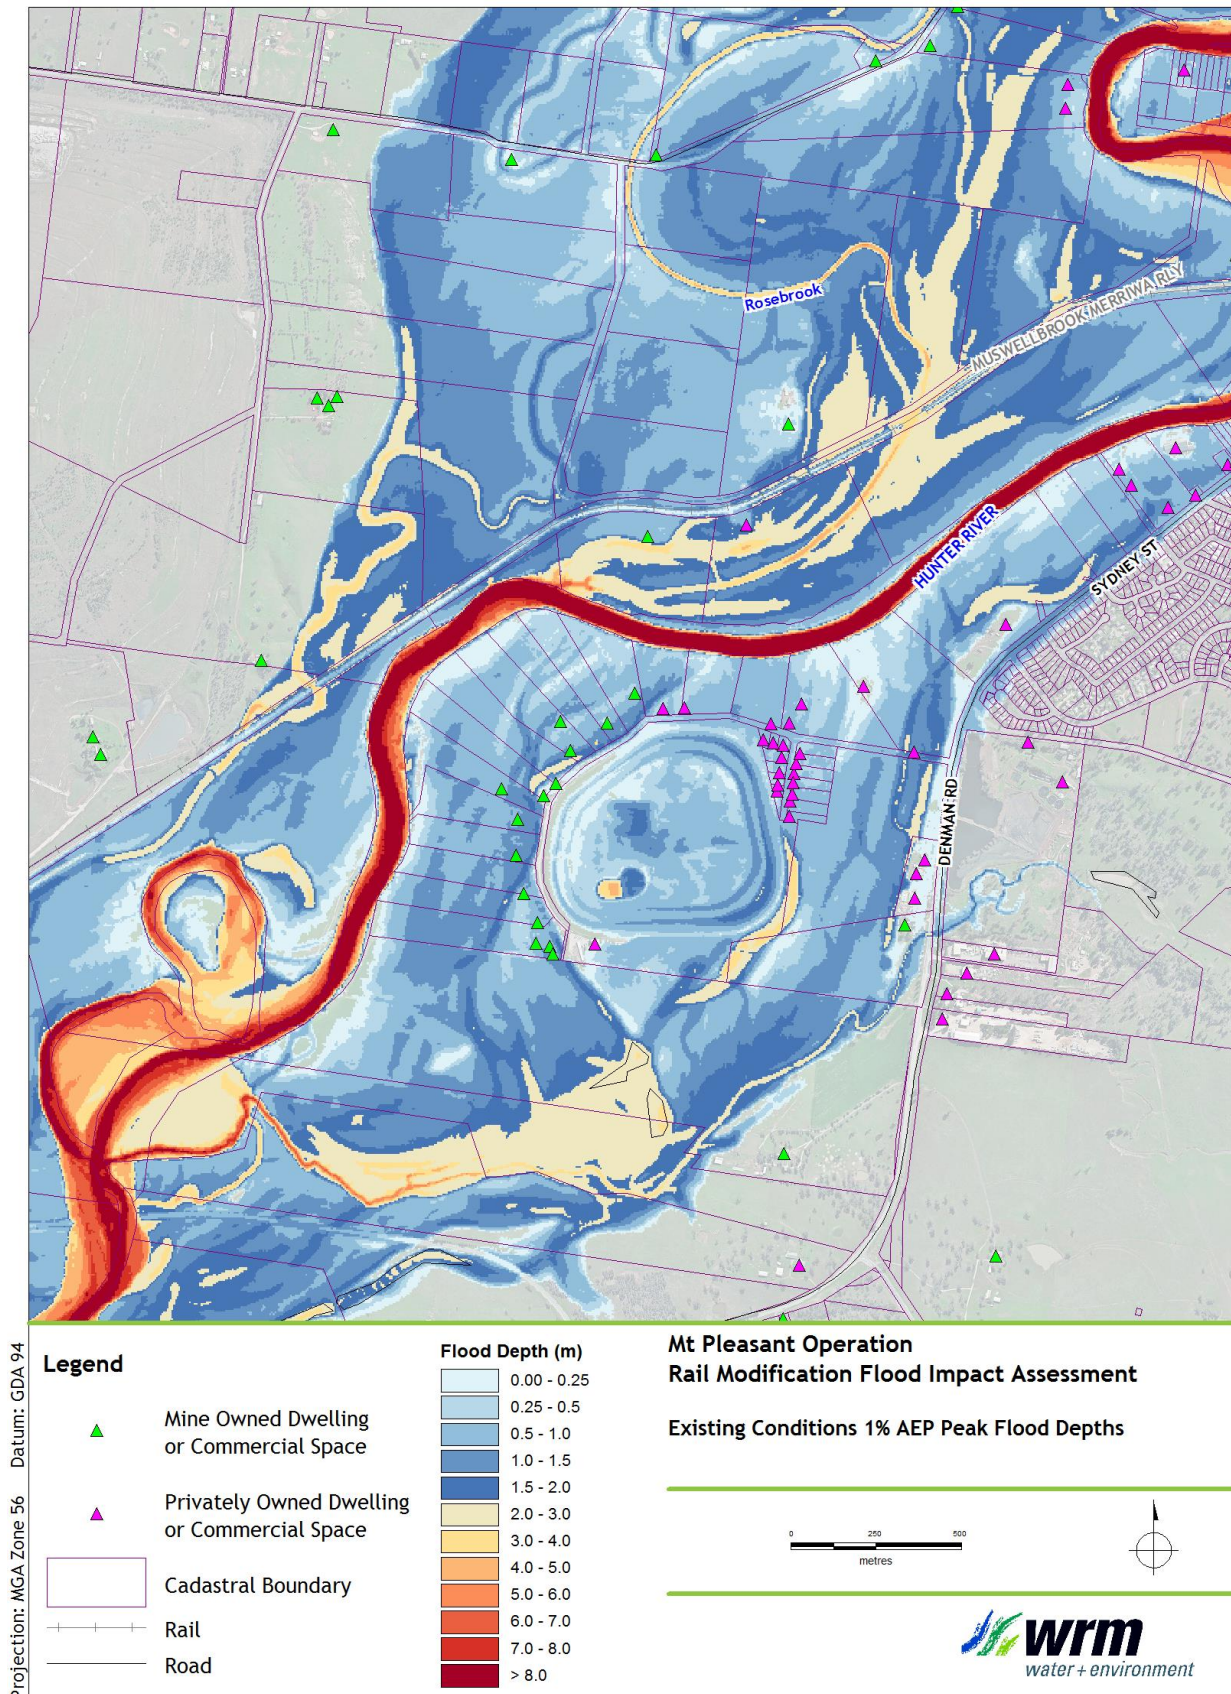 Rosebrook
MUSWELLBROOK MERRIWA RLY
HUNTER RIVER
SYDNEY ST
DENMAN RD
Projection: MGA Zone 56 Datum: GDA 94
Legend
Mine Owned Dwelling
or Commercial Space
Privately Owned Dwelling
or Commercial Space
Cadastral Boundary
Rail
Road
Flood Depth (m)
0.00 - 0.25
0.25 - 0.5
0.5 - 1.0
1.0 - 1.5
1.5 - 2.0
2.0 - 3.0
3.0 - 4.0
4.0 - 5.0
5.0 - 6.0
6.0 - 7.0
7.0 - 8.0
> 8.0
Mt Pleasant Operation
Rail Modification Flood Impact Assessment
Existing Conditions 1% AEP Peak Flood Depths
0 250 500
metres
wrm
water + environment